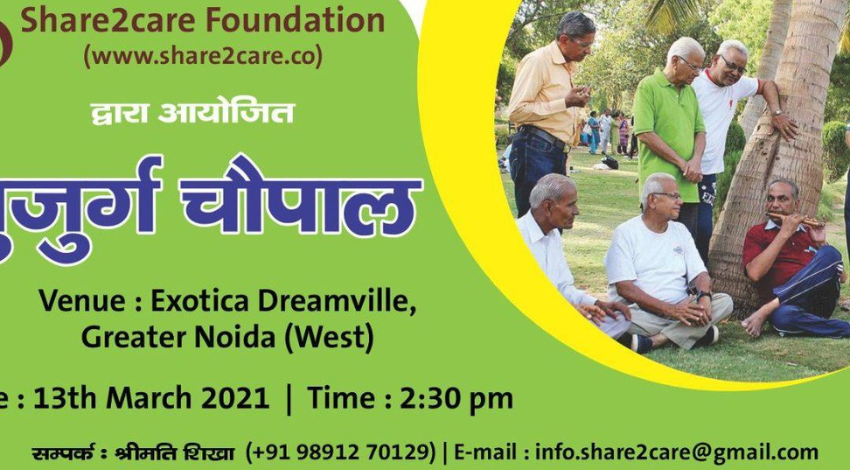 Share2care Foundation
(www.share2care.co)
द्वारा आयोजित
चौपाल
Venue : Exotica Dreamville,
Greater Noida (West)
: 13th March 2021 | Time : 2:30 pm
सम्पर्क : श्रीमति शिखा (+91 98912 70129) | E-mail : info.share2care@gmail.com